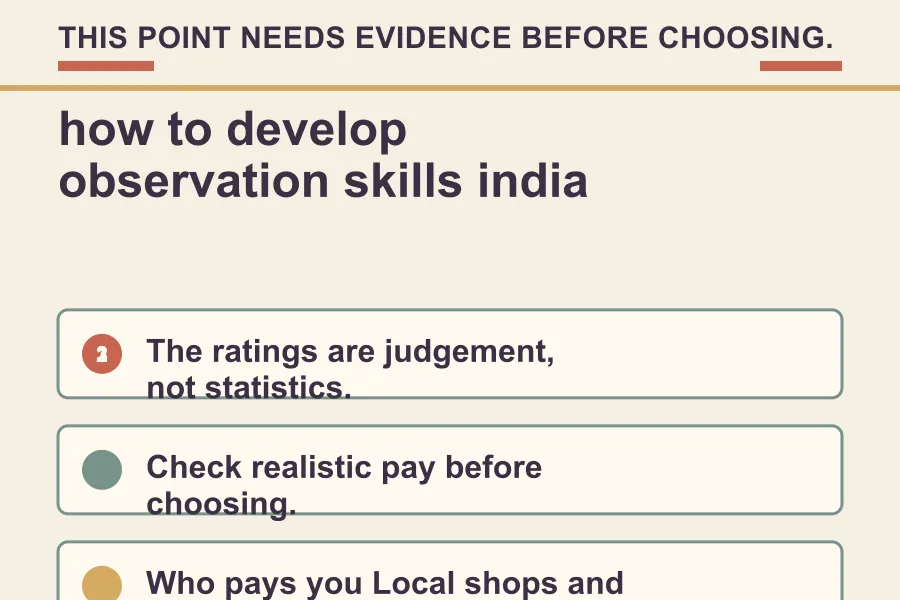 THIS POINT NEEDS EVIDENCE BEFORE CHOOSING.
how to develop
observation skills india
The ratings are judgement,
not statistics.
Check realistic pay before
choosing.
Who pays you Local shops and